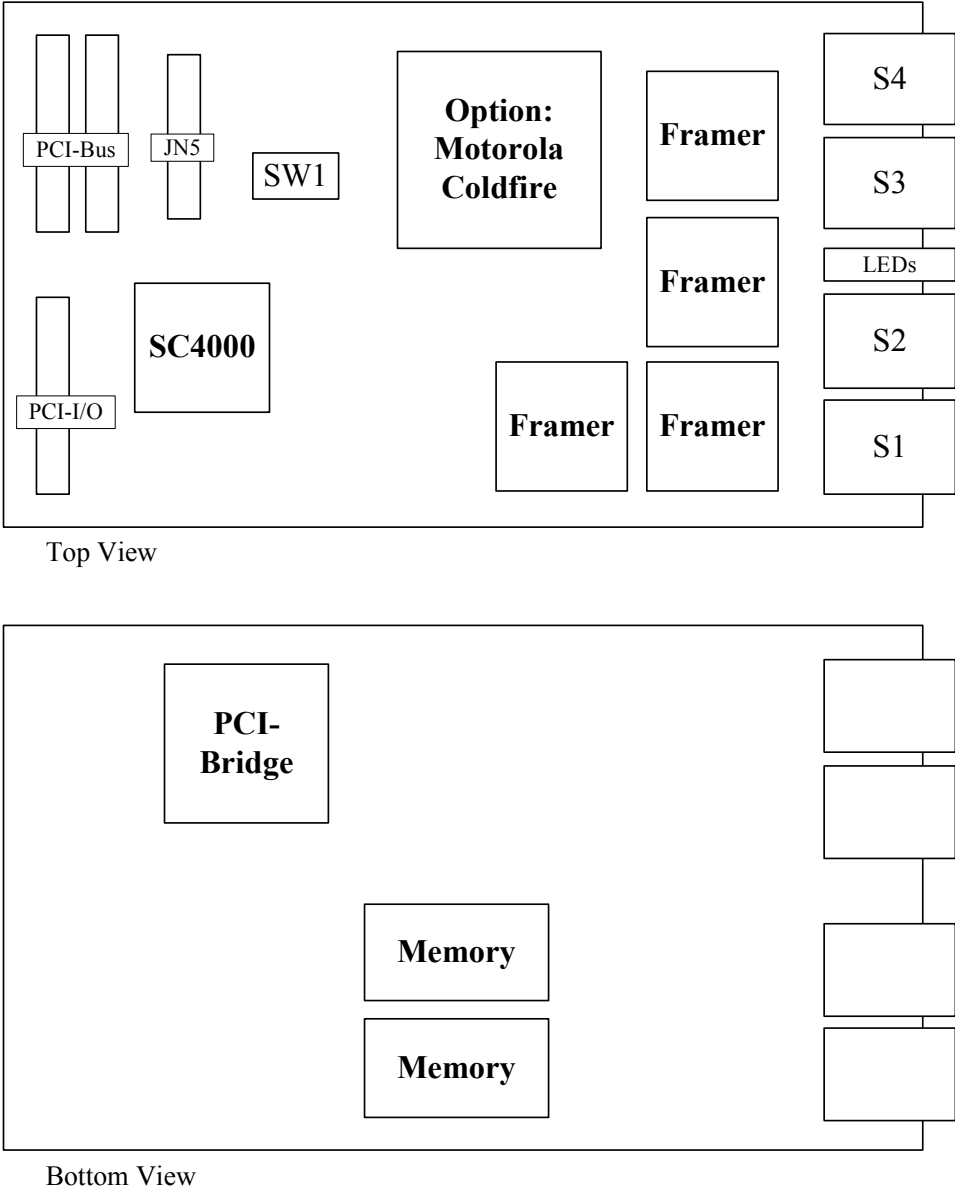 S4
Option:
Motorola
Coldfire
Framer
PCI-Bus
JN5
SW1
S3
LEDs
Framer
SC4000
S2
PCI-I/O
Framer
Framer
S1
Top View
PCI-
Bridge
Memory
Memory
Bottom View